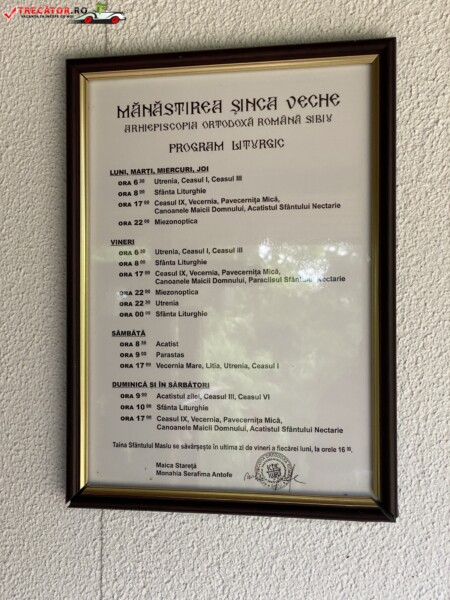 TRECATOR.RO
MĂNĂSTIREA ŞINCA VECHE
ARHIEPISCOPIA ORTODOXĂ ROMÂNĂ SIBIU
PROGRAM LITURGIC
LUNI, MARŢI, MIERCURI, JOI
ORA 6 30 Utrenia, Ceasul I, Ceasul III
ORA 8 00 Sfânta Liturghie
ORA 17 00 Ceasul IX, Vecernia, Pavecerniţa Mică,
Canoanele Maicii Domnului, Acatistul Sfântului Nectarie
ORA 22 00 Miezonoptica
VINERI
ORA 6 30 Utrenia, Ceasul I, Ceasul III
ORA 8 00 Sfânta Liturghie
ORA 17 00 Ceasul IX, Vecernia, Pavecerniţa Mică,
Canoanele Maicii Domnului, Paraclisul Sfântului Nectarie
ORA 22 00 Miezonoptica
ORA 22 30 Utrenia
ORA 00 00 Sfânta Liturghie
SÂMBĂTĂ
ORA 8 30 Acatist
ORA 9 00 Parastas
ORA 17 00 Vecernia Mare, Litia, Utrenia, Ceasul I
DUMINICĂ ŞI ÎN SĂRBĂTORI
ORA 9 00 Acatistul zilei, Ceasul III, Ceasul VI
ORA 10 00 Sfânta Liturghie
ORA 17 00 Ceasul IX, Vecernia, Pavecerniţa Mică,
Canoanele Maicii Domnului, Acatistul Sfântului Nectarie
Taina Sfântului Maslu se săvârşeşte în ultima zi de vineri a fiecărei luni, la orele 16 00.
Maica Stareţă
Monahia Serafima Antofe